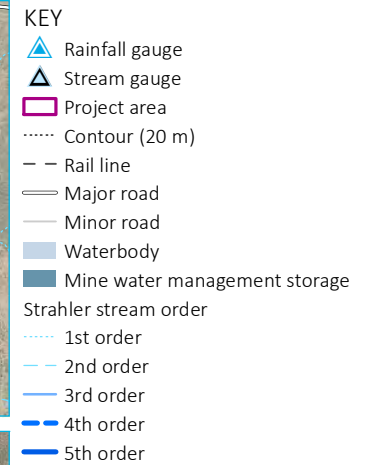 KEY
Rainfall gauge
Stream gauge
Project area
Contour (20 m)
Rail line
Major road
Minor road
Waterbody
Mine water management storage
Strahler stream order
1st order
2nd order
3rd order
4th order
5th order